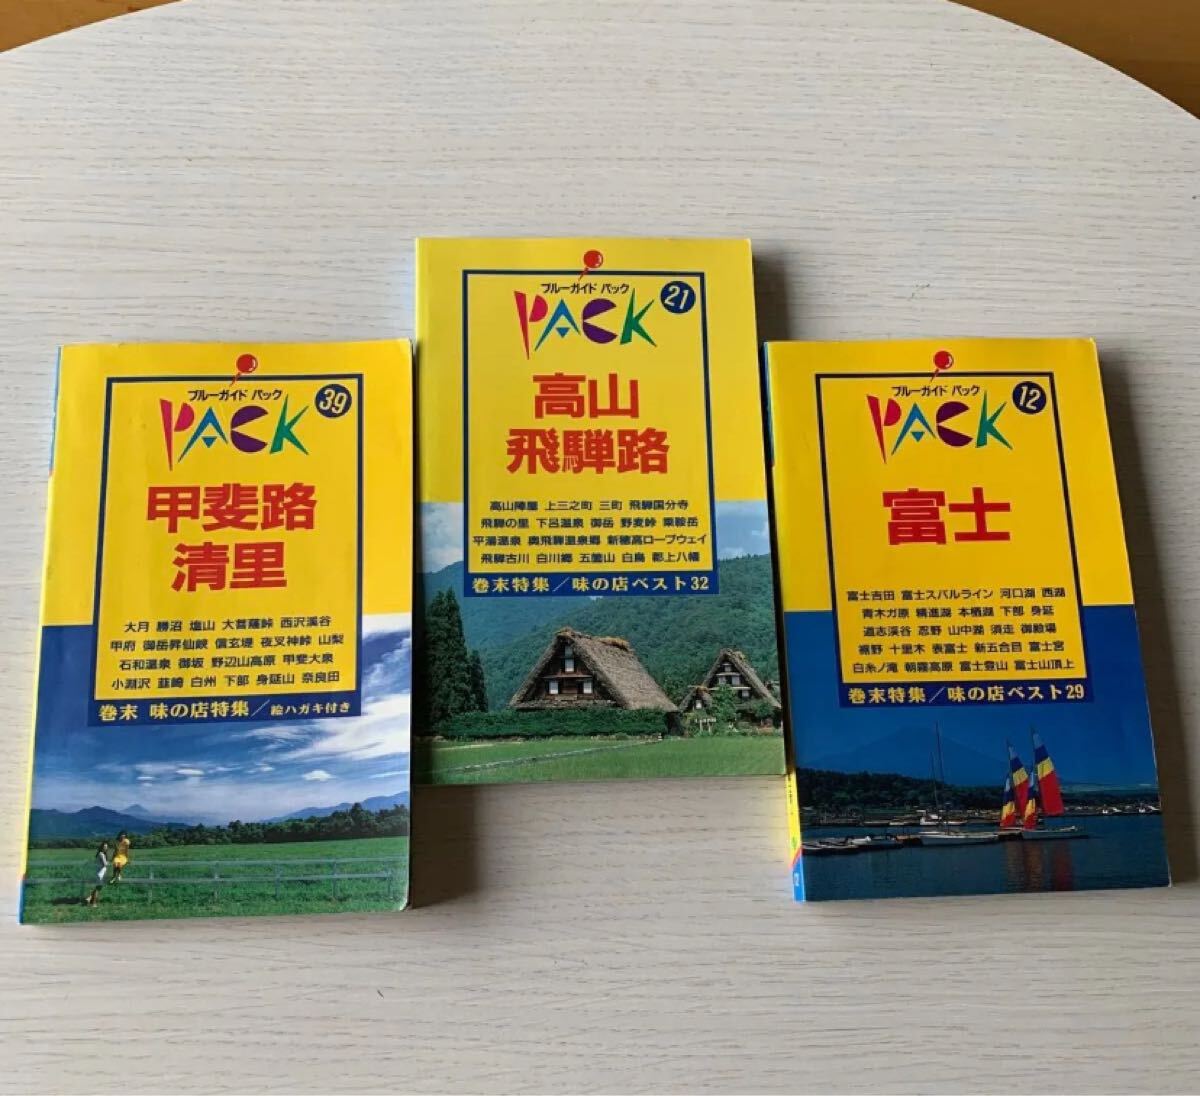 ブルーガイド パック
PACK
39
甲斐路
清里
大月 勝沼 塩山 大菩薩峠 西沢渓谷
甲府 御岳昇仙峡 信玄堤 夜叉神峠 山梨
石和温泉 御坂 野辺山高原 甲斐大泉
小淵沢 韮崎 白州 下部 身延山 奈良田
巻末 味の店特集/絵ハガキ付き
ブルーガイド パック
PACK
21
高山
飛騨路
高山陣屋 上三之町 三町 飛騨国分寺
飛騨の里 下呂温泉 御岳 野麦峠 乗鞍岳
平湯温泉 奥飛騨温泉郷 新穂高ロープウェイ
飛騨古川 白川郷 五箇山 白鳥 郡上八幡
巻末特集/味の店ベスト32
ブルーガイド パック
PACK
12
富士
富士吉田 富士スバルライン 河口湖 西湖
青木ガ原 精進湖 本栖湖 下部 身延
道志渓谷 忍野 山中湖 須走 御殿場
裾野 十里木 表富士 新五合目 富士宮
白糸ノ滝 朝霧高原 富士登山 富士山頂上
巻末特集/味の店ベスト29